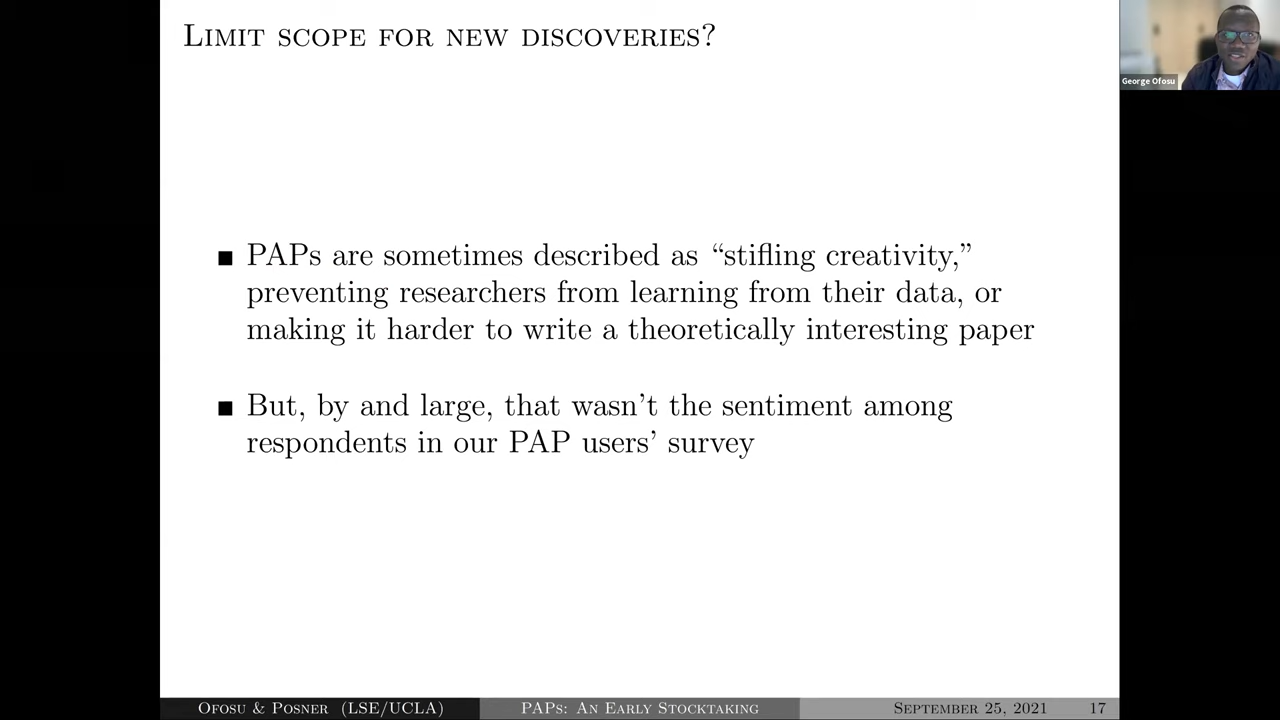 Limit scope for new discoveries?
George Ofosu
■ PAPs are sometimes described as “stifling creativity,”
preventing researchers from learning from their data, or
making it harder to write a theoretically interesting paper
■ But, by and large, that wasn’t the sentiment among
respondents in our PAP users’ survey
Ofosu & Posner (LSE/UCLA) PAPs: An Early Stocktaking September 25, 2021 17